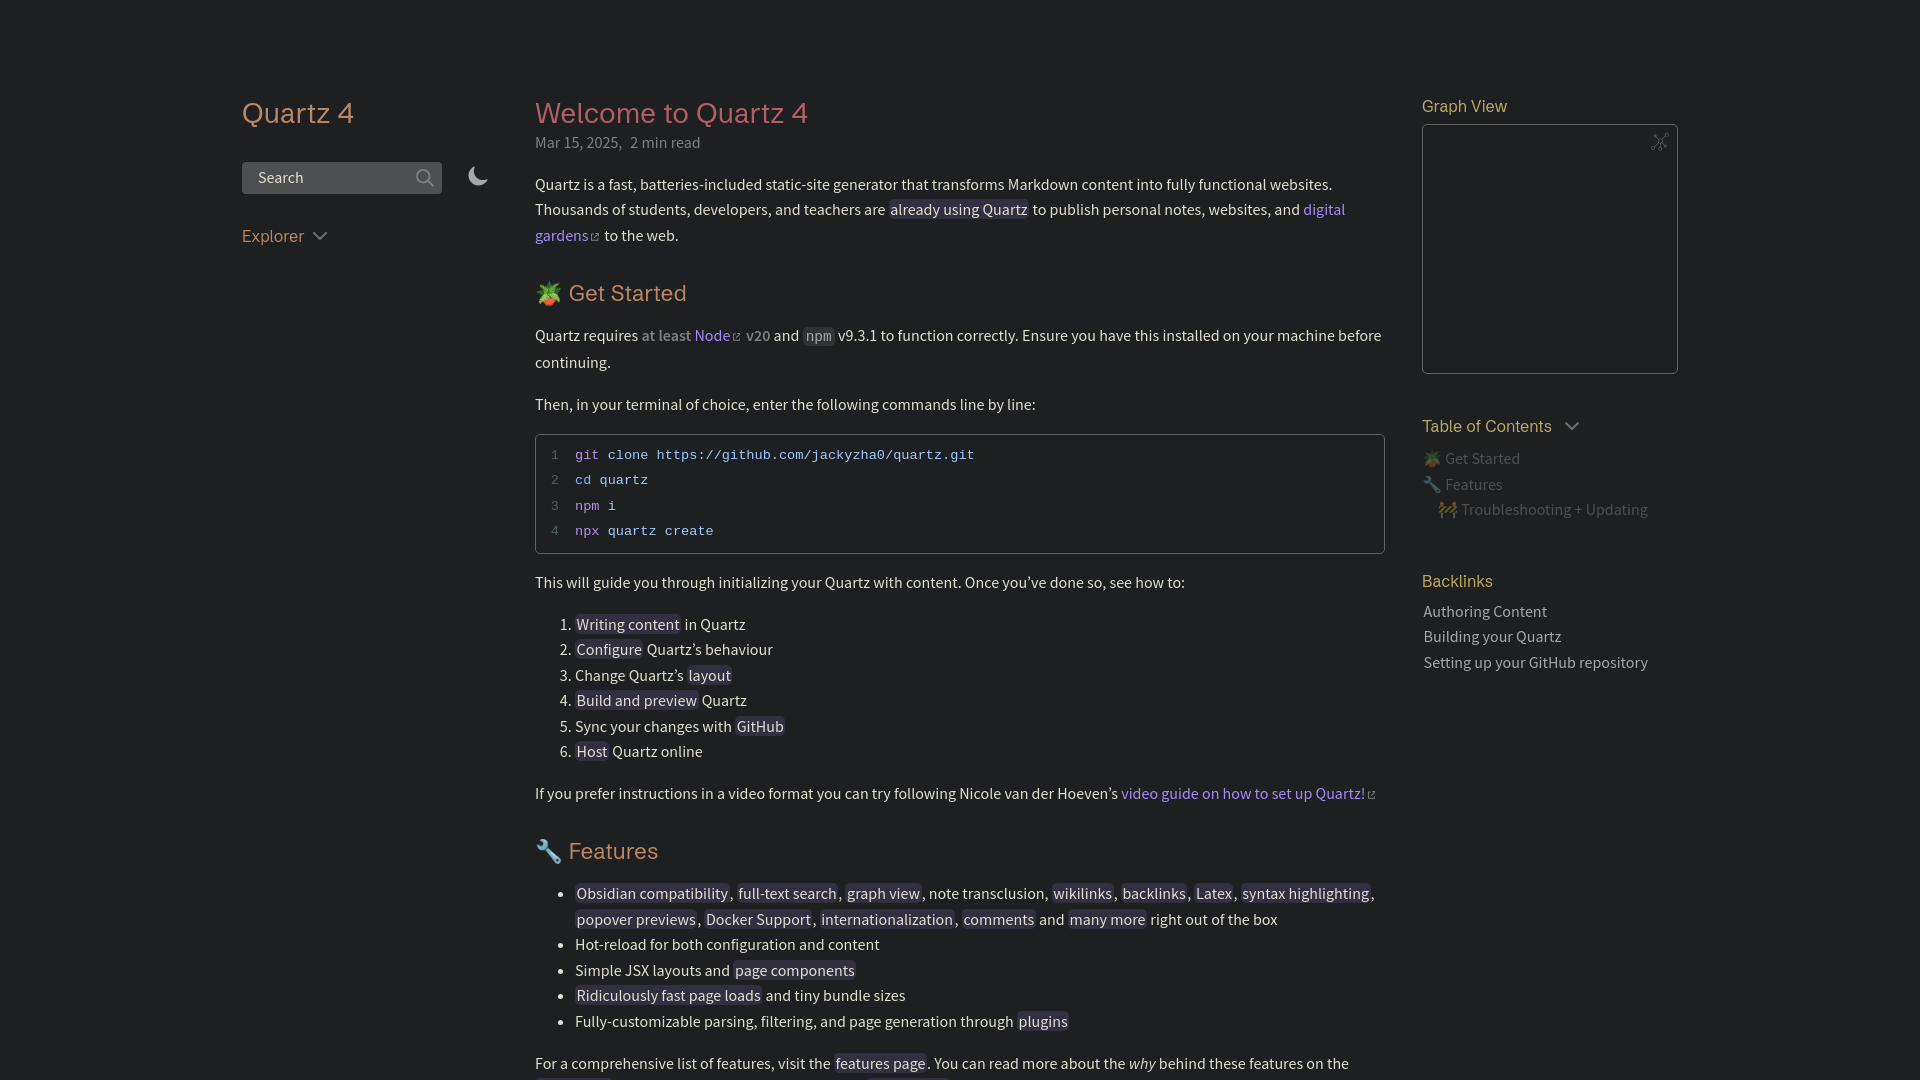 Quartz 4
Search
Explorer
Welcome to Quartz 4
Mar 15, 2025, 2 min read
Quartz is a fast, batteries-included static-site generator that transforms Markdown content into fully functional websites.
Thousands of students, developers, and teachers are already using Quartz to publish personal notes, websites, and digital
gardens to the web.
🪴 Get Started
Quartz requires at least Node v20 and npm v9.3.1 to function correctly. Ensure you have this installed on your machine before
continuing.
Then, in your terminal of choice, enter the following commands line by line:
1 git clone https://github.com/jackyzha0/quartz.git
2 cd quartz
3 npm i
4 npx quartz create
This will guide you through initializing your Quartz with content. Once you’ve done so, see how to:
1. Writing content in Quartz
2. Configure Quartz’s behaviour
3. Change Quartz’s layout
4. Build and preview Quartz
5. Sync your changes with GitHub
6. Host Quartz online
If you prefer instructions in a video format you can try following Nicole van der Hoeven’s video guide on how to set up Quartz!
🔧 Features
• Obsidian compatibility, full-text search, graph view, note transclusion, wikilinks, backlinks, Latex, syntax highlighting,
popover previews, Docker Support, internationalization, comments and many more right out of the box
• Hot-reload for both configuration and content
• Simple JSX layouts and page components
• Ridiculously fast page loads and tiny bundle sizes
• Fully-customizable parsing, filtering, and page generation through plugins
For a comprehensive list of features, visit the features page. You can read more about the why behind these features on the
Graph View
Table of Contents
🪴 Get Started
🔧 Features
🚧 Troubleshooting + Updating
Backlinks
Authoring Content
Building your Quartz
Setting up your GitHub repository